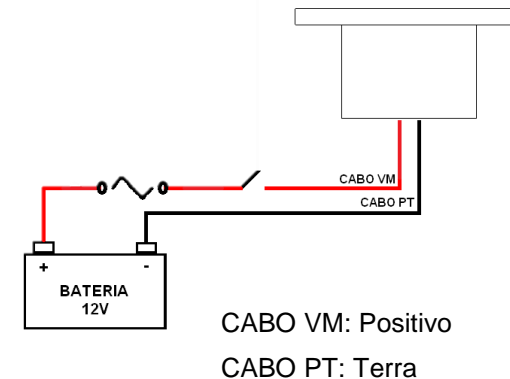 CABO VM
CABO PT
+ -
BATERIA
12V
CABO VM: Positivo
CABO PT: Terra